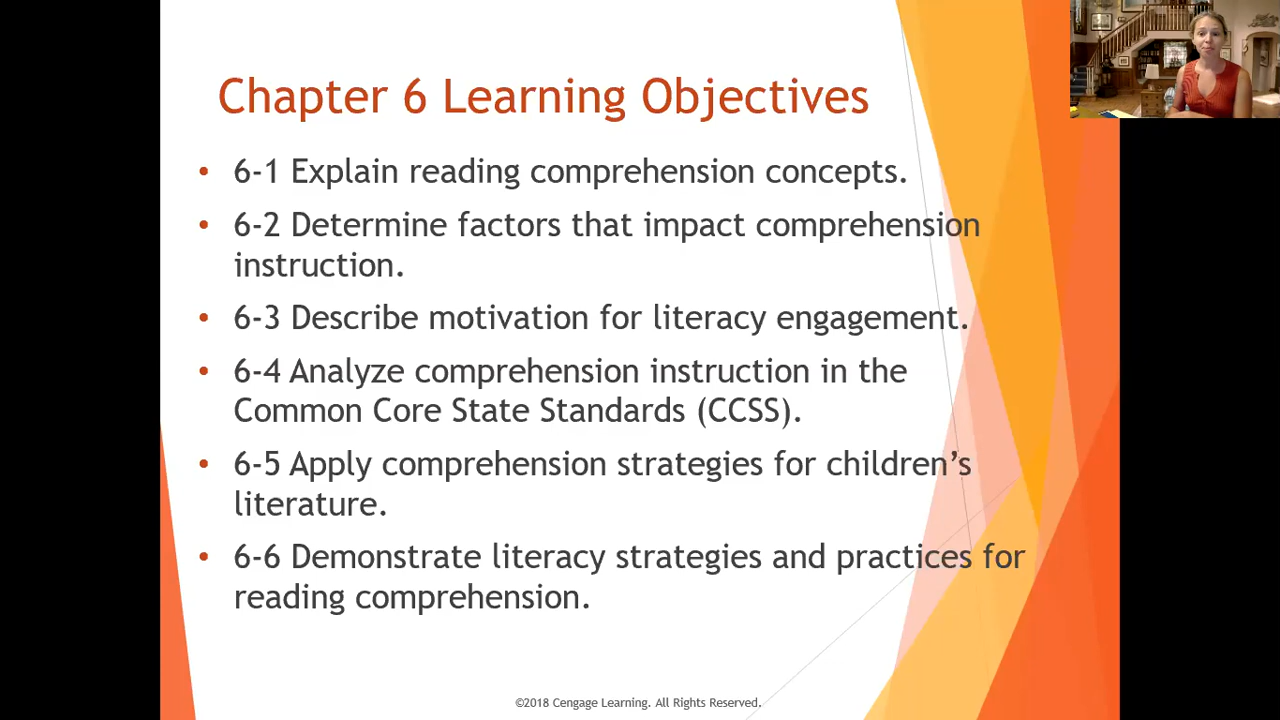 Chapter 6 Learning Objectives
• 6-1 Explain reading comprehension concepts.
• 6-2 Determine factors that impact comprehension
instruction.
• 6-3 Describe motivation for literacy engagement.
• 6-4 Analyze comprehension instruction in the
Common Core State Standards (CCSS).
• 6-5 Apply comprehension strategies for children’s
literature.
• 6-6 Demonstrate literacy strategies and practices for
reading comprehension.
©2018 Cengage Learning. All Rights Reserved.